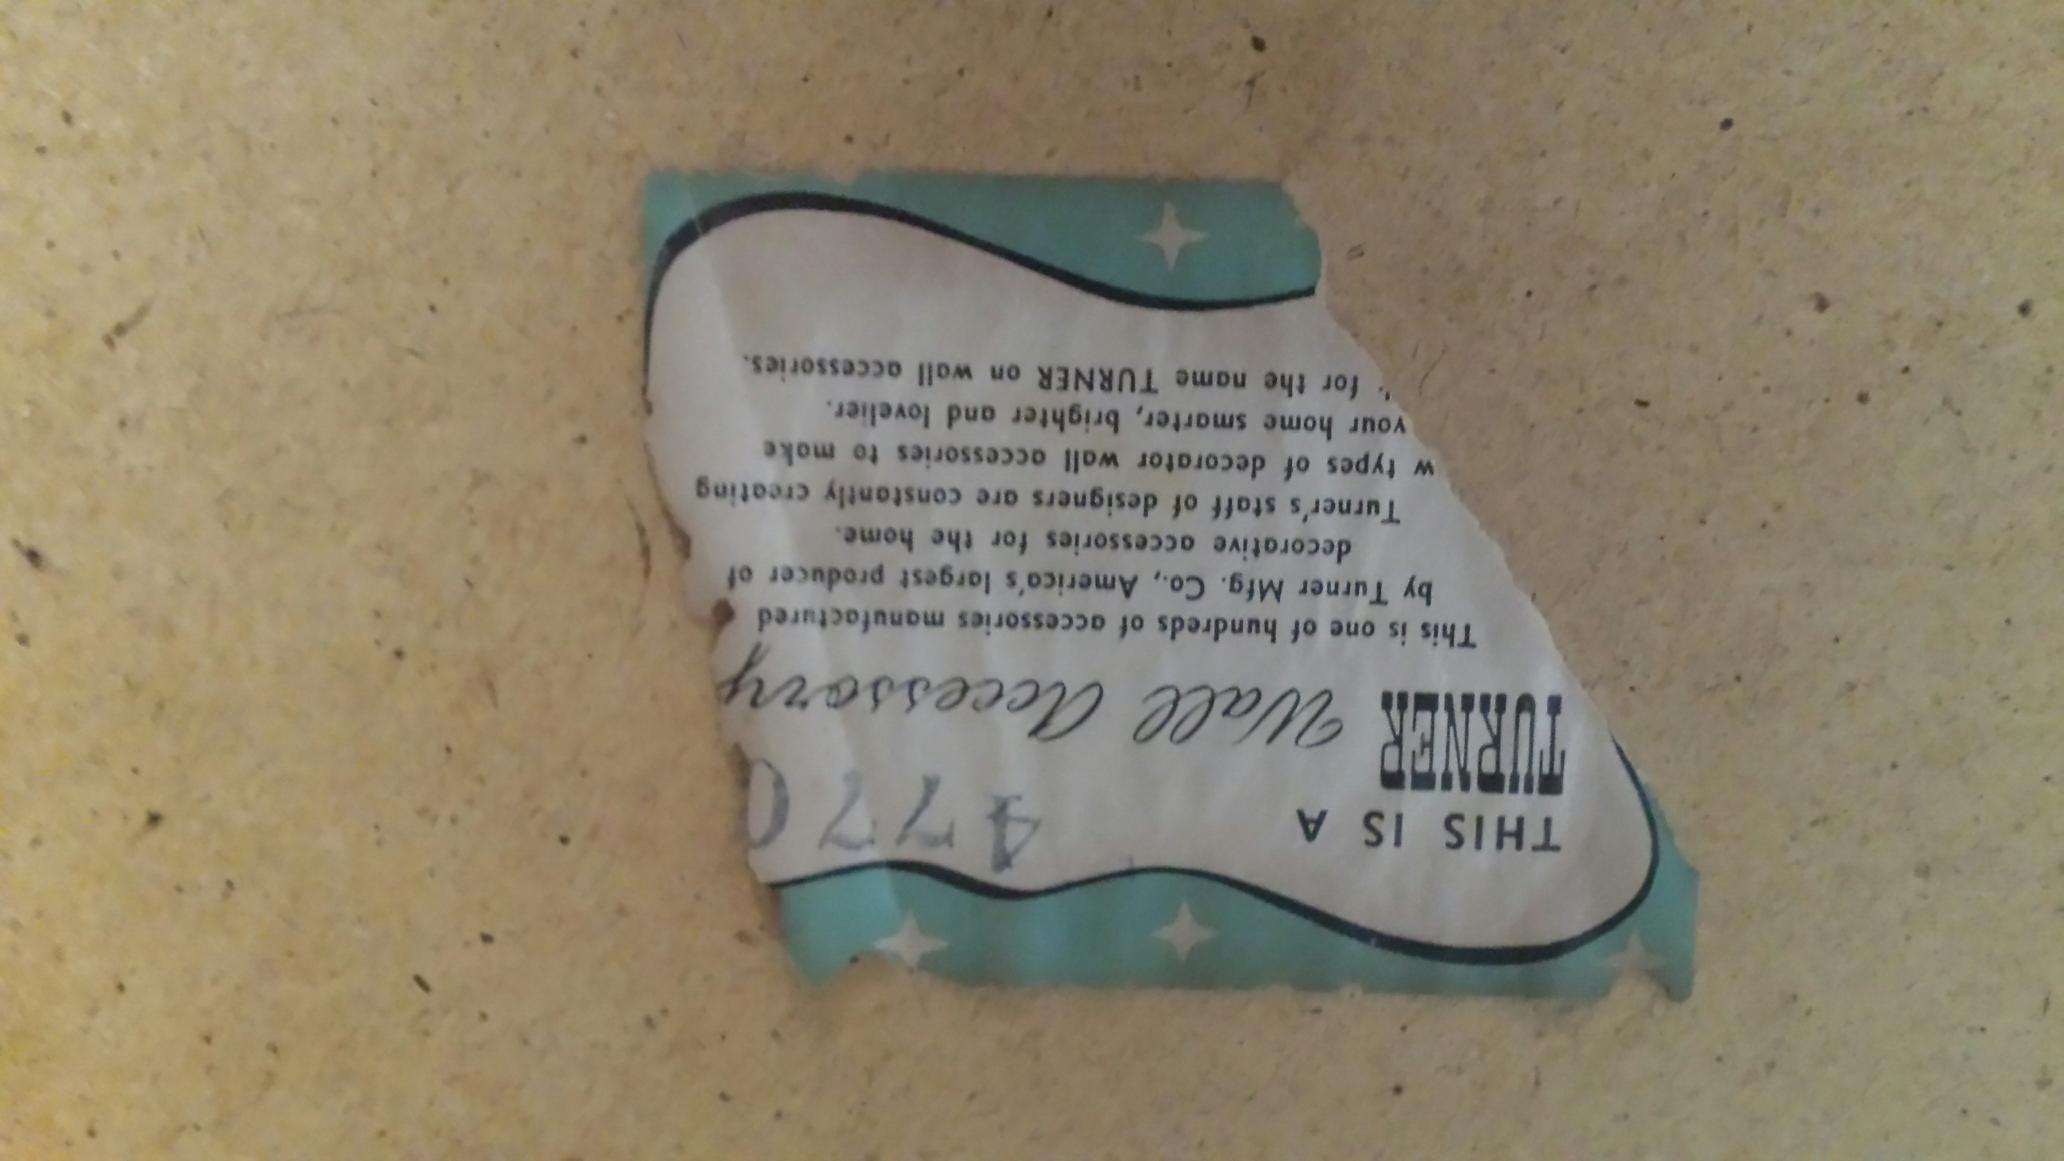 THIS IS A 4770
TURNER Wall Accessory
This is one of hundreds of accessories manufactured
by Turner Mfg. Co., America's largest producer of
decorative accessories for the home.
Turner's staff of designers are constantly creating
w types of decorator wall accessories to make
your home smarter, brighter and lovelier.
for the name TURNER on wall accessories.